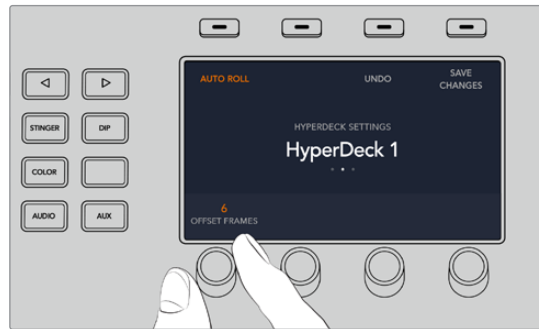 AUTO ROLL
UNDO
SAVE
CHANGES
STINGER
DIP
HYPERDECK SETTINGS
HyperDeck 1
COLOR
AUDIO
AUX
6
OFFSET FRAMES